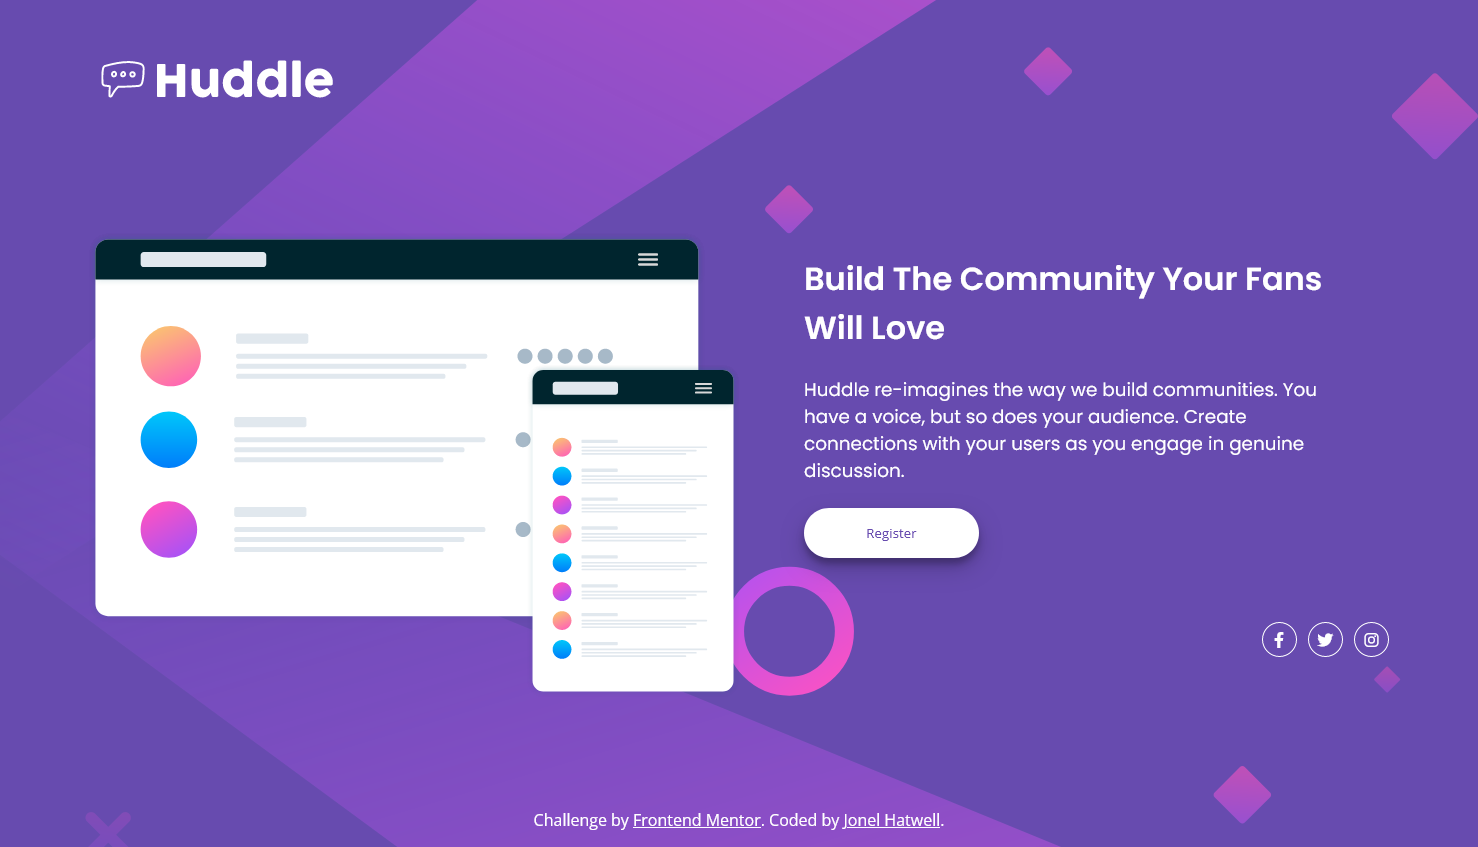 Huddle
Build The Community Your Fans
Will Love
Huddle re-imagines the way we build communities. You
have a voice, but so does your audience. Create
connections with your users as you engage in genuine
discussion.
Register
Challenge by Frontend Mentor. Coded by Jonel Hatwell.